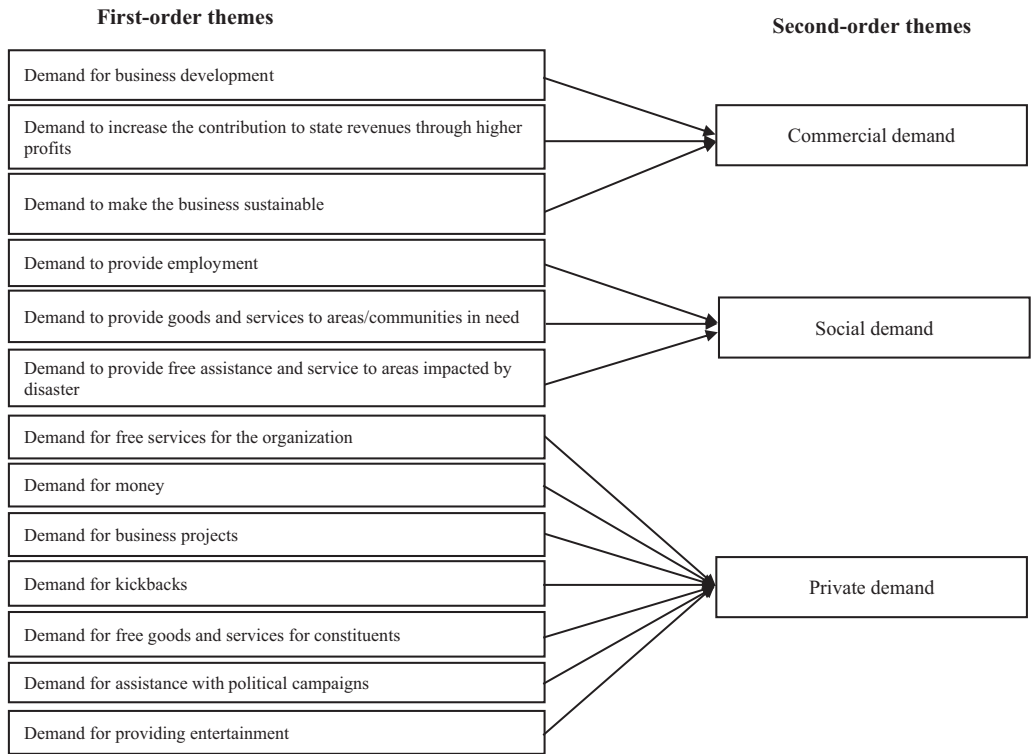 First-order themes
Second-order themes
Demand for business development
Demand to increase the contribution to state revenues through higher
profits
Demand to make the business sustainable
Commercial demand
Demand to provide employment
Demand to provide goods and services to areas/communities in need
Demand to provide free assistance and service to areas impacted by
disaster
Social demand
Demand for free services for the organization
Demand for money
Demand for business projects
Demand for kickbacks
Demand for free goods and services for constituents
Demand for assistance with political campaigns
Demand for providing entertainment
Private demand